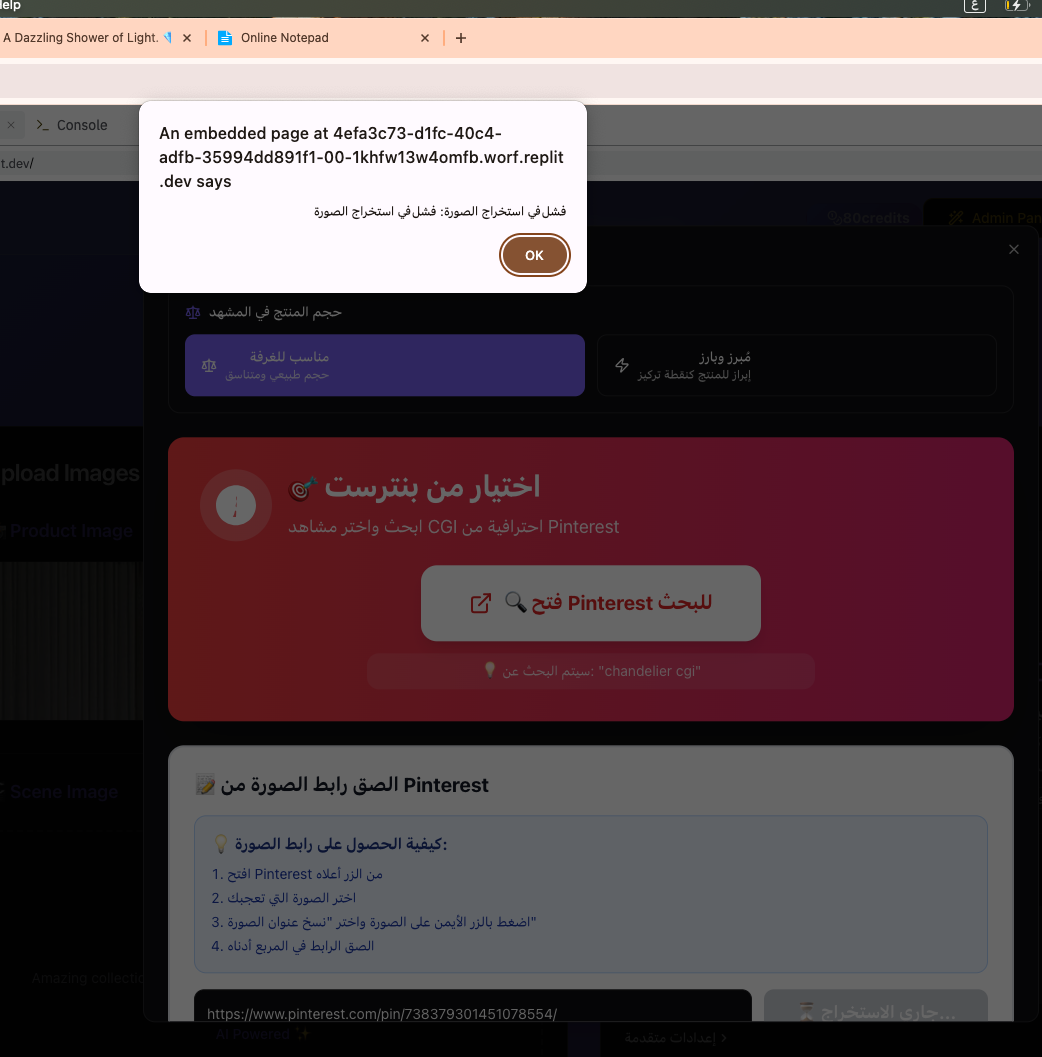 A Dazzling Shower of Light.
Online Notepad
Console
t.dev/
An embedded page at 4efa3c73-d1fc-40c4-
adfb-35994dd891f1-00-1khfw13w4omfb.worf.replit
.dev says
فشل في استخراج الصورة: فشل في استخراج الصورة
OK
80credits
Admin Pan
حجم المنتج في المشهد
مناسب للغرفة
حجم طبيعي ومتناسق
مُبرز وبارز
إبراز للمنتج كنقطة تركيز
pload Images
Product Image
Scene Image
Amazing collectio
اختيار من بنترست 🎯
ابحث واختر مشاهد CGI احترافية من Pinterest
🔍 فتح Pinterest للبحث
💡 سيتم البحث عن: "chandelier cgi"
📝 الصق رابط الصورة من Pinterest
💡 كيفية الحصول على رابط الصورة:
1. افتح Pinterest من الزر أعلاه
2. اختر الصورة التي تعجبك
3. اضغط بالزر الأيمن على الصورة واختر "نسخ عنوان الصورة"
4. الصق الرابط في المربع أدناه
https://www.pinterest.com/pin/738379301451078554/
⏳ جاري الاستخراج...
AI Powered ✨
إعدادات متقدمة